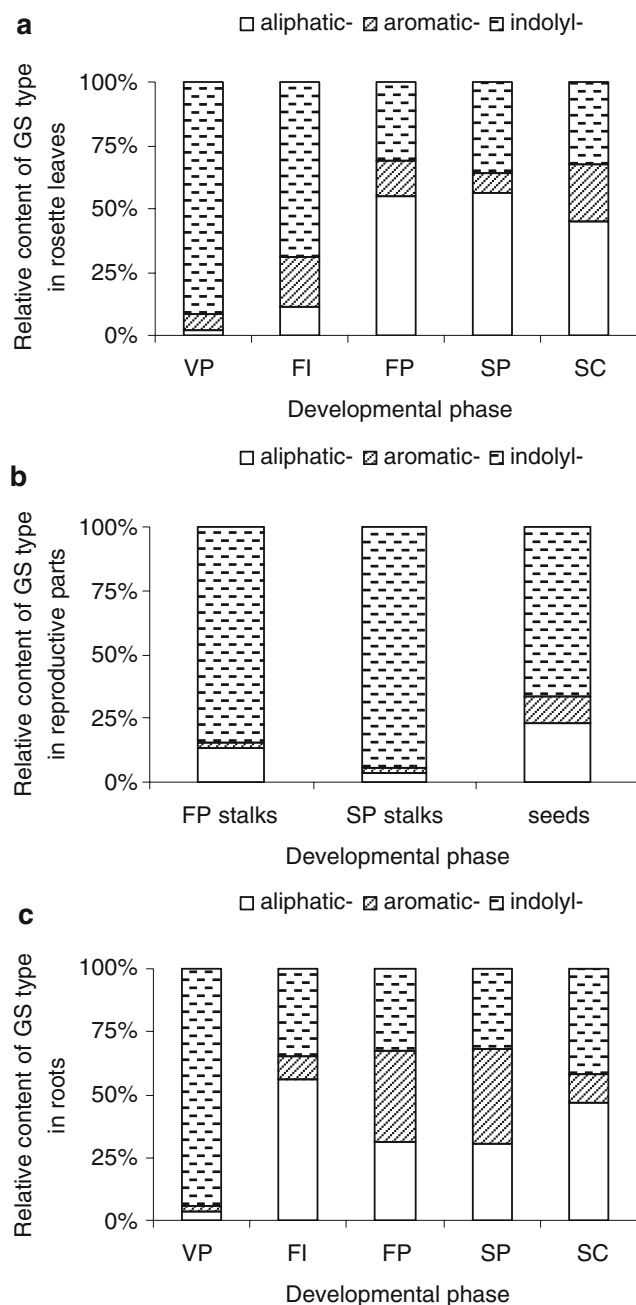 a
□ aliphatic- ▨ aromatic- ⊟ indolyl-
Relative content of GS type
in rosette leaves
100%
75%
50%
25%
0%
VP FI FP SP SC
Developmental phase
b
□ aliphatic- ▨ aromatic- ⊟ indolyl-
Relative content of GS type
in reproductive parts
100%
75%
50%
25%
0%
FP stalks SP stalks seeds
Developmental phase
c
□ aliphatic- ▨ aromatic- ⊟ indolyl-
Relative content of GS type
in roots
100%
75%
50%
25%
0%
VP FI FP SP SC
Developmental phase